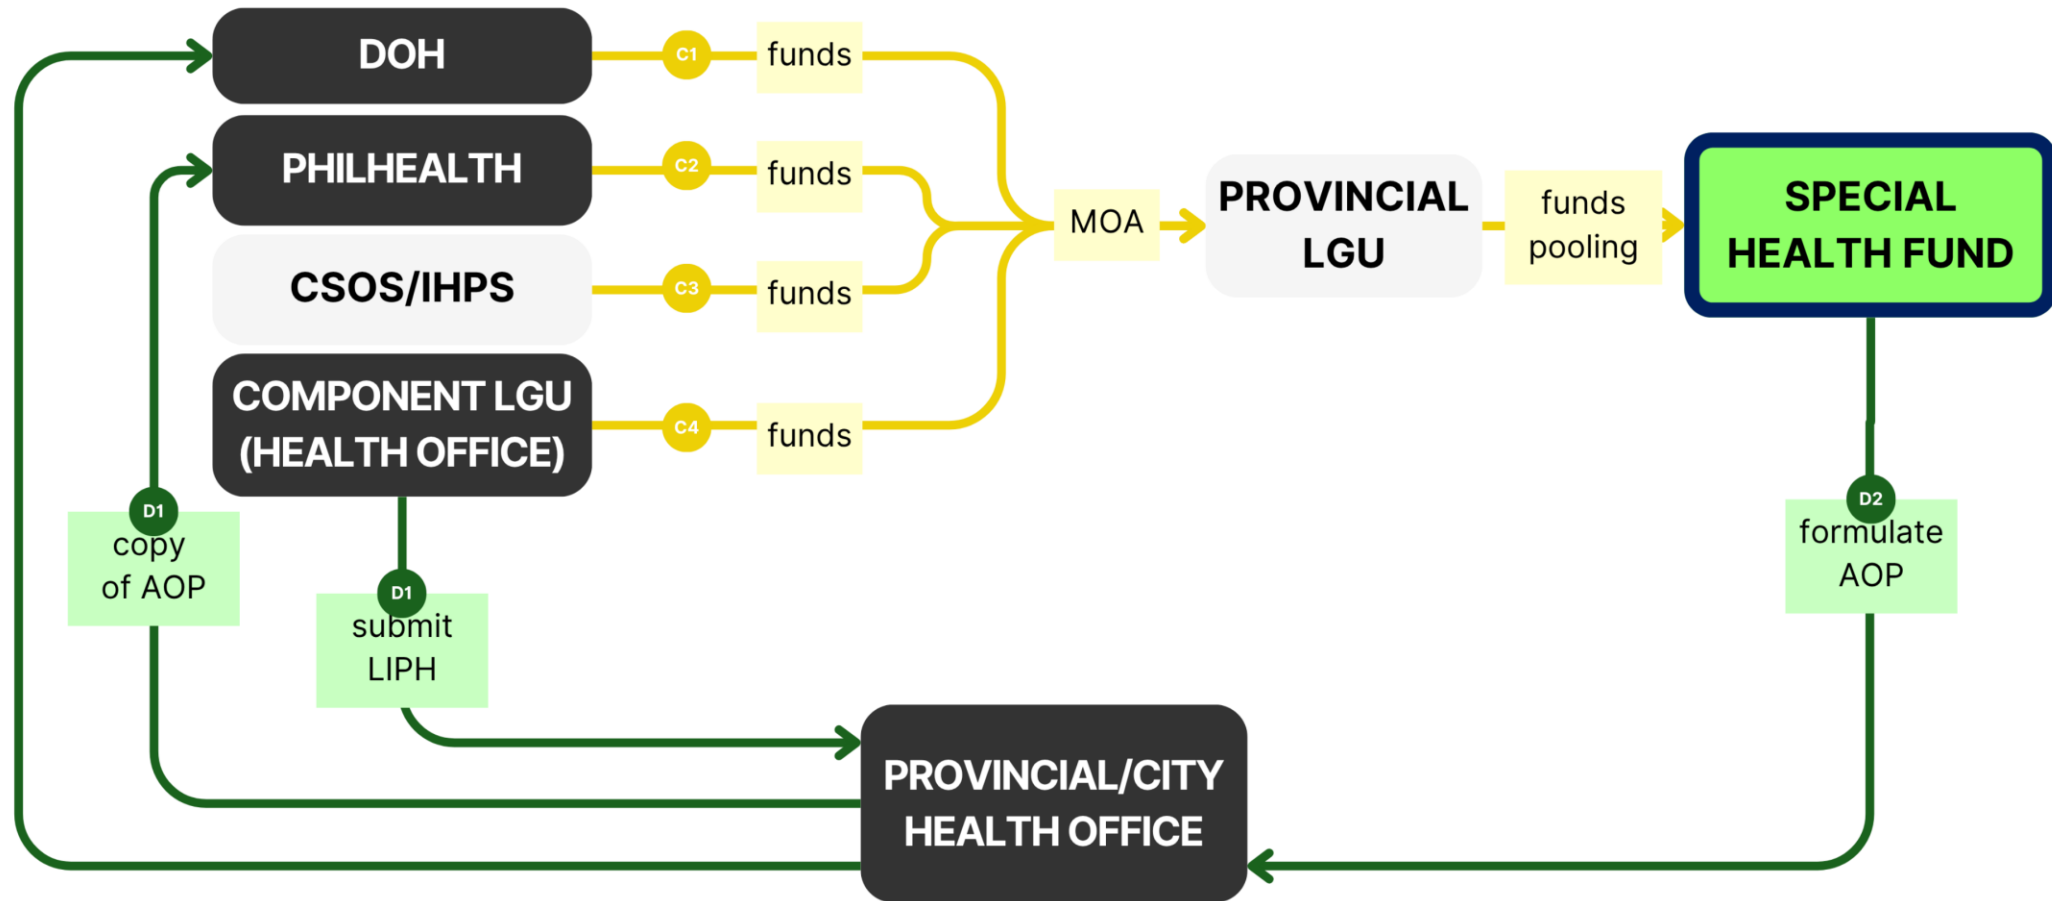 DOH
C1
funds
PHILHEALTH
C2
funds
CSOS/IHPS
C3
funds
COMPONENT LGU
(HEALTH OFFICE)
C4
funds
MOA
PROVINCIAL
LGU
funds
pooling
SPECIAL
HEALTH FUND
D1
copy
of AOP
D1
submit
LIPH
D2
formulate
AOP
PROVINCIAL/CITY
HEALTH OFFICE